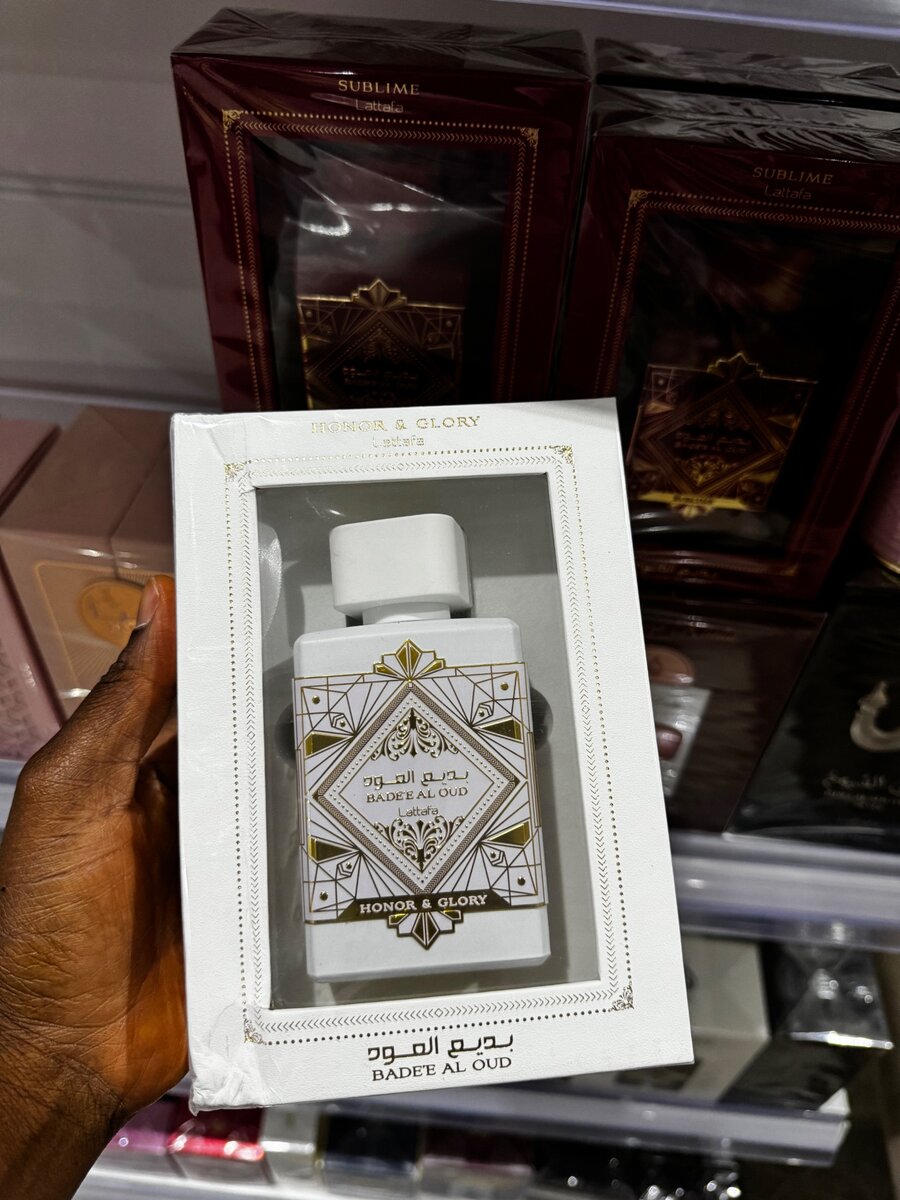 SUBLIME
Lattafa
SUBLIME
Lattafa
HONOR & GLORY
Lattafa
بديع العود
BADE'E AL OUD
Lattafa
HONOR & GLORY
بديع العود
BADE'E AL OUD